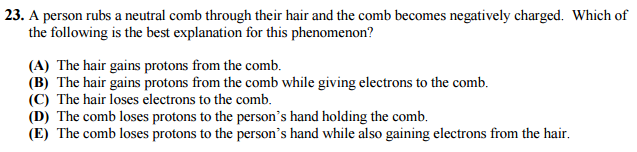 23. A person rubs a neutral comb through their hair and the comb becomes negatively charged. Which of
the following is the best explanation for this phenomenon?
(A) The hair gains protons from the comb.
(B) The hair gains protons from the comb while giving electrons to the comb.
(C) The hair loses electrons to the comb.
(D) The comb loses protons to the person's hand holding the comb.
(E) The comb loses protons to the person's hand while also gaining electrons from the hair.